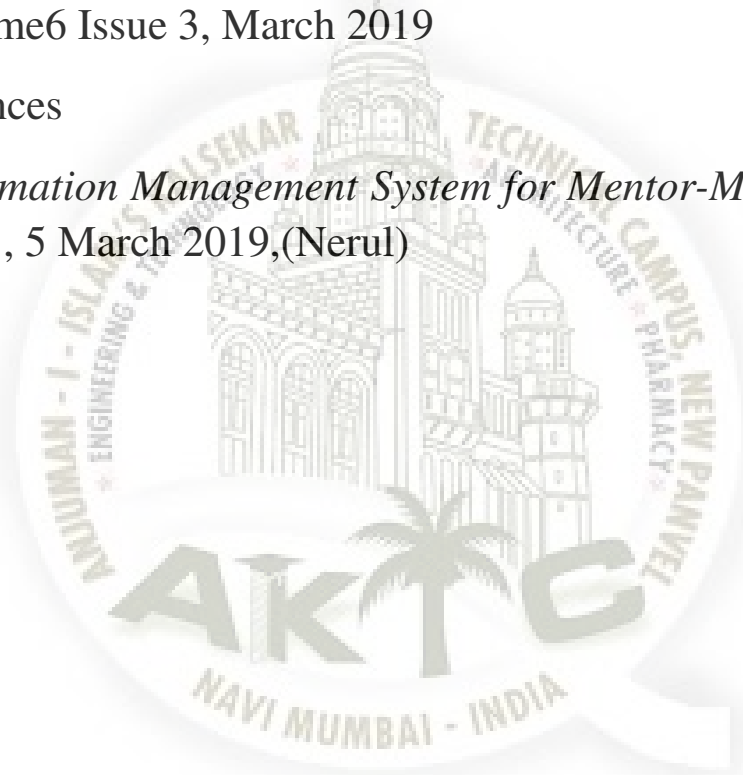 me6 Issue 3, March 2019
nces
rmation Management System for Mentor-M
, 5 March 2019,(Nerul)
ANJUMAN - I - ISLAM'S KALSEKAR TECHNICAL CAMPUS, NEW PANVEL
ENGINEERING & TECHNOLOGY * ARCHITECTURE * PHARMACY
AKTC
NAVI MUMBAI - INDIA